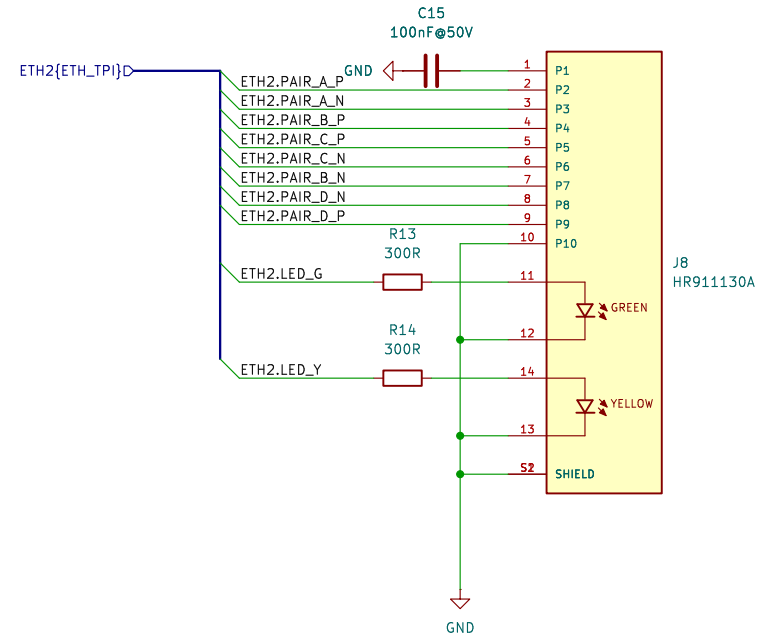 C15
100nF@50V
ETH2{ETH_TPI}
GND
1
P1
ETH2.PAIR_A_P
2
P2
ETH2.PAIR_A_N
3
P3
ETH2.PAIR_B_P
4
P4
ETH2.PAIR_C_P
5
P5
ETH2.PAIR_C_N
6
P6
ETH2.PAIR_B_N
7
P7
ETH2.PAIR_D_N
8
P8
ETH2.PAIR_D_P
9
P9
R13
300R
10
P10
J8
HR911130A
ETH2.LED_G
11
GREEN
12
R14
300R
ETH2.LED_Y
14
YELLOW
13
SHIELD
GND